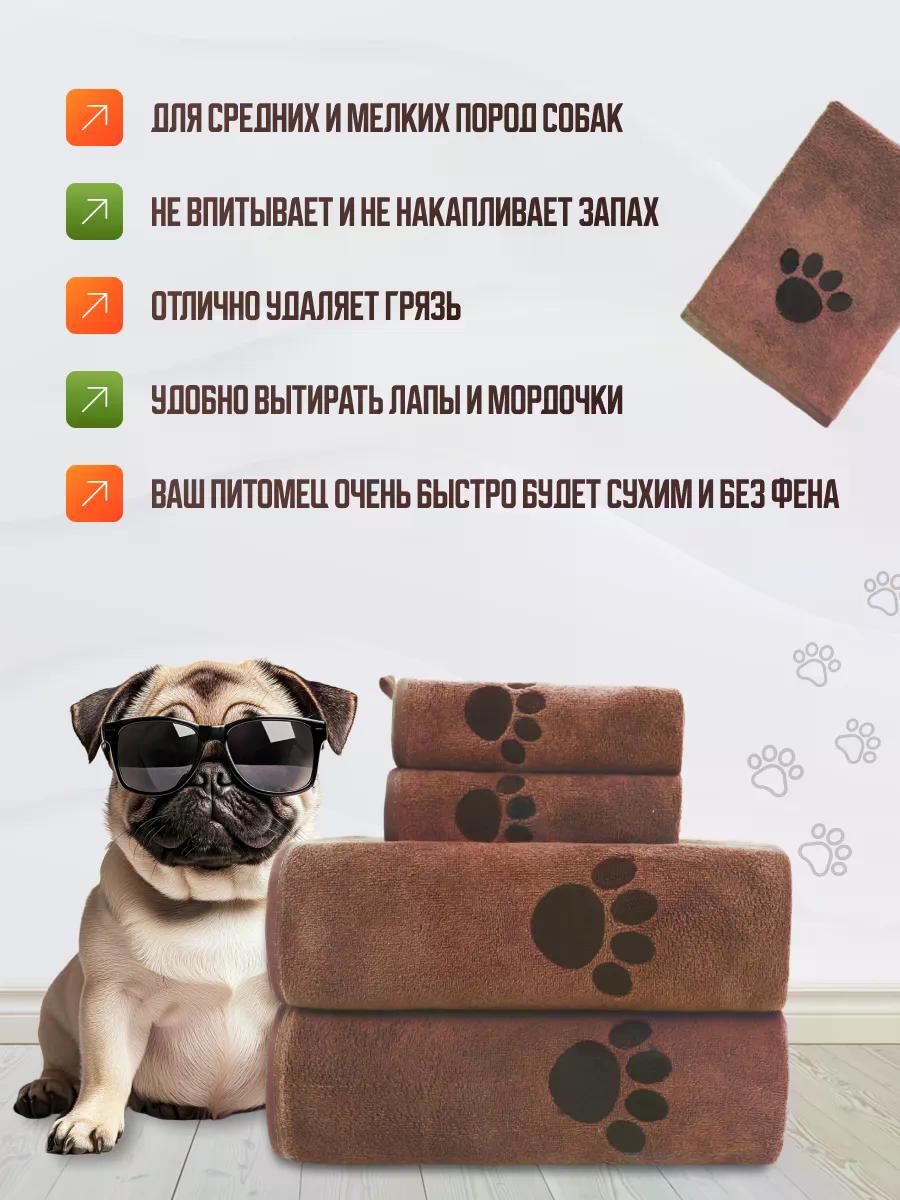 ДЛЯ СРЕДНИХ И МЕЛКИХ ПОРОД СОБАК
НЕ ВПИТЫВАЕТ И НЕ НАКАПЛИВАЕТ ЗАПАХ
ОТЛИЧНО УДАЛЯЕТ ГРЯЗЬ
УДОБНО ВЫТИРАТЬ ЛАПЫ И МОРДОЧКИ
ВАШ ПИТОМЕЦ ОЧЕНЬ БЫСТРО БУДЕТ СУХИМ И БЕЗ ФЕНА